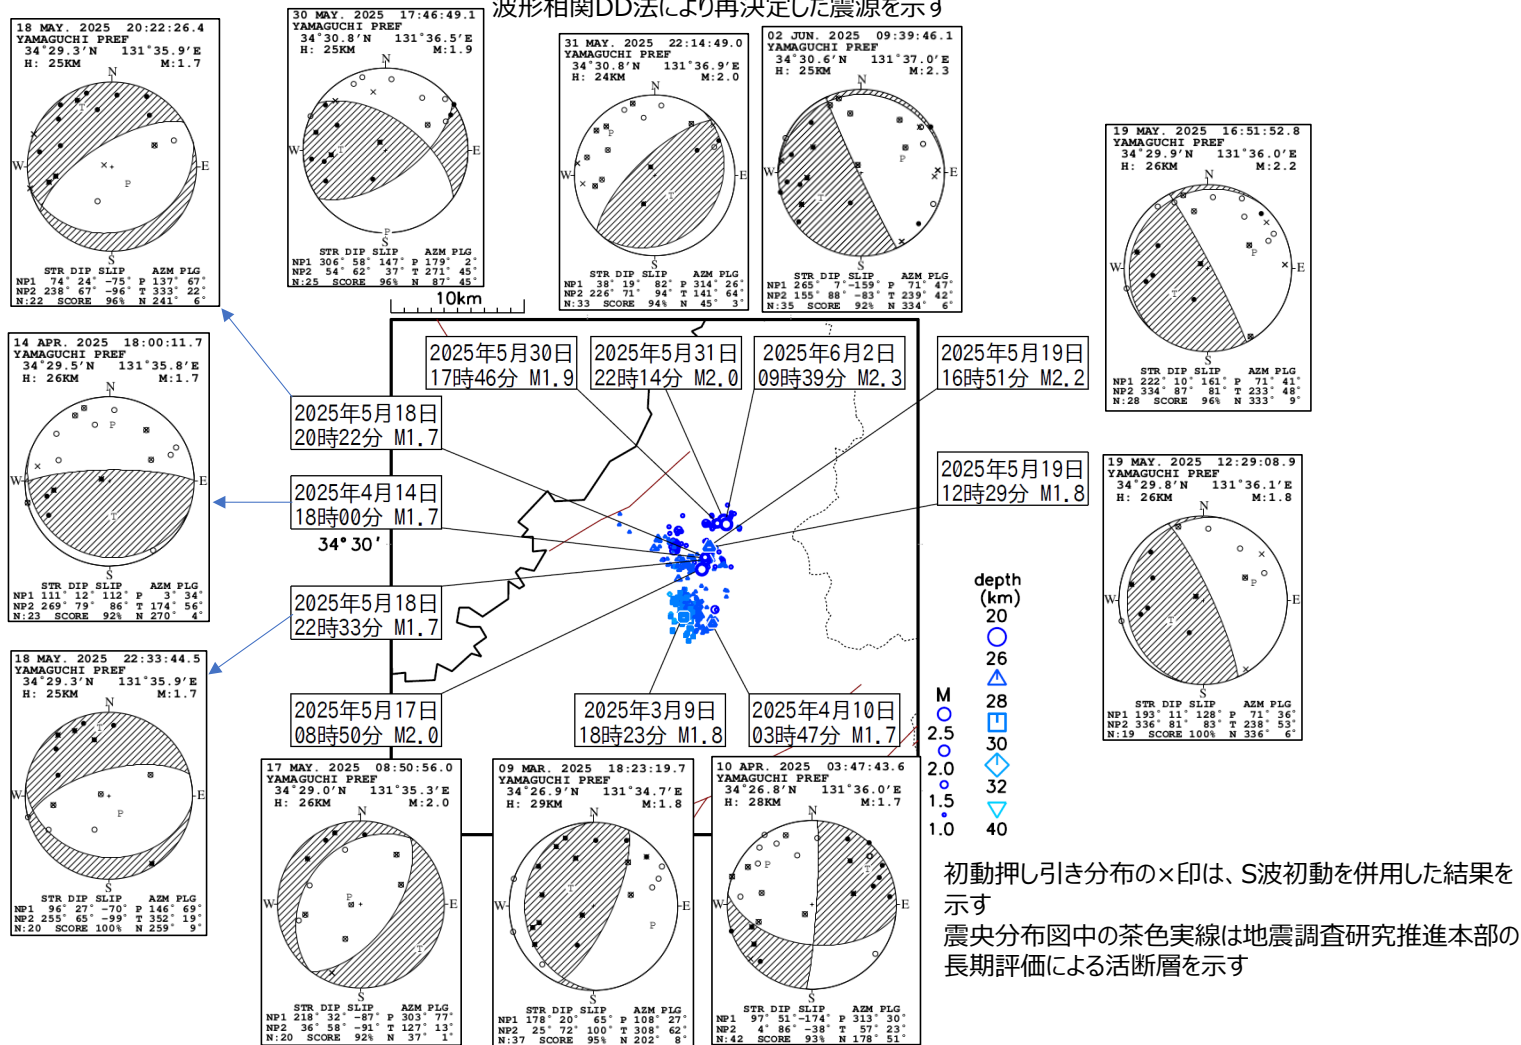 波形相関DD法により再決定した震源を示す
18 MAY. 2025 20:22:26.4
YAMAGUCHI PREF
34°29.3'N 131°35.9'E
H: 25KM M:1.7
N
W
E
S
T
P
STR DIP SLIP AZM PLG
NP1 74° 24° -75° P 137° 67°
NP2 238° 67° -96° T 333° 22°
N:22 SCORE 96% N 241° 6°
30 MAY. 2025 17:46:49.1
YAMAGUCHI PREF
34°30.8'N 131°36.5'E
H: 25KM M:1.9
N
W
E
S
T
P
STR DIP SLIP AZM PLG
NP1 306° 58° 147° P 179° 2°
NP2 54° 62° 37° T 271° 45°
N:25 SCORE 96% N 87° 45°
31 MAY. 2025 22:14:49.0
YAMAGUCHI PREF
34°30.8'N 131°36.9'E
H: 24KM M:2.0
N
W
E
S
P
T
STR DIP SLIP AZM PLG
NP1 38° 19° 82° P 314° 26°
NP2 226° 71° 94° T 141° 64°
N:33 SCORE 94% N 45° 3°
02 JUN. 2025 09:39:46.1
YAMAGUCHI PREF
34°30.6'N 131°37.0'E
H: 25KM M:2.3
N
W
E
S
P
T
STR DIP SLIP AZM PLG
NP1 265° 7° -159° P 71° 47°
NP2 155° 88° -83° T 239° 42°
N:35 SCORE 92% N 334° 6°
19 MAY. 2025 16:51:52.8
YAMAGUCHI PREF
34°29.9'N 131°36.0'E
H: 26KM M:2.2
N
W
E
S
P
T
STR DIP SLIP AZM PLG
NP1 222° 10° 161° P 71° 41°
NP2 334° 87° 81° T 233° 48°
N:28 SCORE 96% N 333° 9°
14 APR. 2025 18:00:11.7
YAMAGUCHI PREF
34°29.5'N 131°35.8'E
H: 26KM M:1.7
N
W
E
S
P
T
STR DIP SLIP AZM PLG
NP1 111° 12° 112° P 3° 34°
NP2 269° 79° 86° T 174° 56°
N:23 SCORE 92% N 270° 4°
19 MAY. 2025 12:29:08.9
YAMAGUCHI PREF
34°29.8'N 131°36.1'E
H: 26KM M:1.8
N
W
E
S
P
T
STR DIP SLIP AZM PLG
NP1 193° 11° 128° P 71° 36°
NP2 336° 81° 83° T 238° 53°
N:19 SCORE 100% N 336° 6°
18 MAY. 2025 22:33:44.5
YAMAGUCHI PREF
34°29.3'N 131°35.9'E
H: 25KM M:1.7
N
W
E
S
T
P
STR DIP SLIP AZM PLG
NP1 96° 27° -70° P 146° 69°
NP2 255° 65° -99° T 352° 19°
N:20 SCORE 100% N 259° 9°
10km
2025年5月30日
17時46分 M1.9
2025年5月31日
22時14分 M2.0
2025年6月2日
09時39分 M2.3
2025年5月19日
16時51分 M2.2
2025年5月18日
20時22分 M1.7
2025年5月19日
12時29分 M1.8
2025年4月14日
18時00分 M1.7
34°30'
2025年5月18日
22時33分 M1.7
2025年5月17日
08時50分 M2.0
2025年3月9日
18時23分 M1.8
2025年4月10日
03時47分 M1.7
depth
(km)
20
26
28
30
32
40
M
2.5
2.0
1.5
1.0
17 MAY. 2025 08:50:56.0
YAMAGUCHI PREF
34°29.0'N 131°35.3'E
H: 26KM M:2.0
N
W
E
S
P
T
STR DIP SLIP AZM PLG
NP1 218° 32° -87° P 303° 77°
NP2 36° 58° -91° T 127° 13°
N:20 SCORE 92% N 37° 1°
09 MAR. 2025 18:23:19.7
YAMAGUCHI PREF
34°26.9'N 131°34.7'E
H: 29KM M:1.8
N
W
E
S
T
P
STR DIP SLIP AZM PLG
NP1 178° 20° 65° P 108° 27°
NP2 25° 72° 100° T 308° 62°
N:37 SCORE 95% N 202° 8°
10 APR. 2025 03:47:43.6
YAMAGUCHI PREF
34°26.8'N 131°36.0'E
H: 28KM M:1.7
N
W
E
S
P
T
STR DIP SLIP AZM PLG
NP1 97° 51° -174° P 313° 30°
NP2 4° 86° -38° T 57° 23°
N:42 SCORE 93% N 178° 51°
初動押し引き分布の×印は、S波初動を併用した結果を
示す
震央分布図中の茶色実線は地震調査研究推進本部の
長期評価による活断層を示す